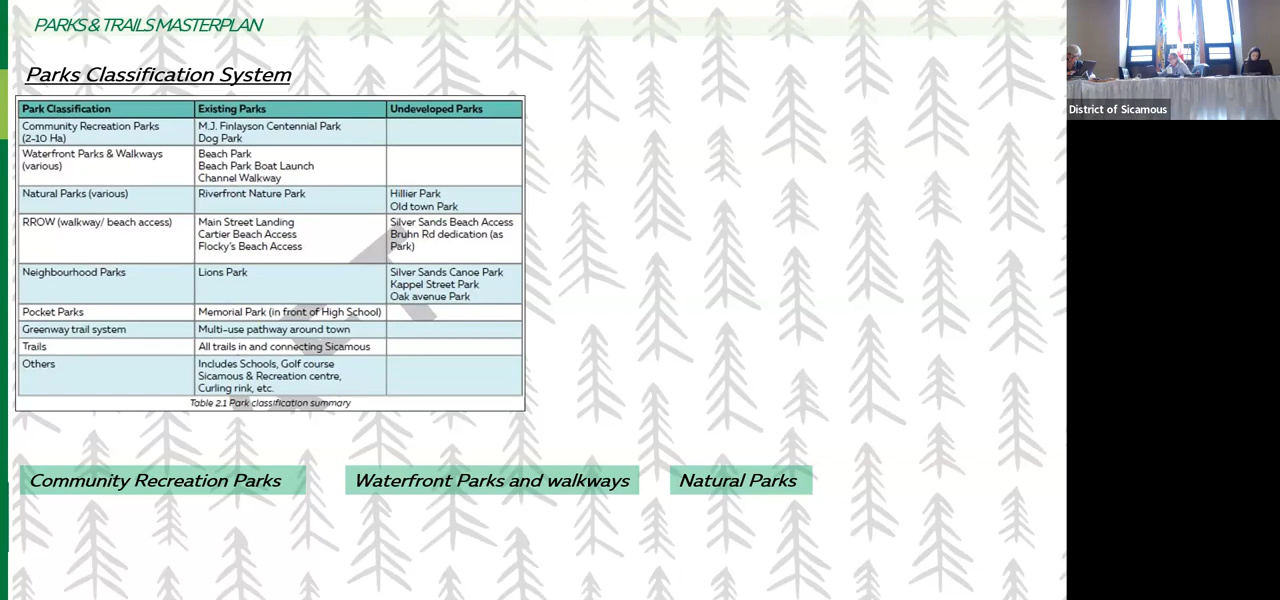 PARKS & TRAILS MASTERPLAN
Parks Classification System
Park Classification Existing Parks Undeveloped Parks
Community Recreation Parks M.J. Finlayson Centennial Park
(2-10 Ha) Dog Park
Waterfront Parks & Walkways Beach Park
(various) Beach Park Boat Launch
Channel Walkway
Natural Parks (various) Riverfront Nature Park Hillier Park
Old town Park
RROW (walkway/ beach access) Main Street Landing Silver Sands Beach Access
Cartier Beach Access Bruhn Rd dedication (as
Flocky's Beach Access Park)
Neighbourhood Parks Lions Park Silver Sands Canoe Park
Kappel Street Park
Oak avenue Park
Pocket Parks Memorial Park (in front of High School)
Greenway trail system Multi-use pathway around town
Trails All trails in and connecting Sicamous
Others Includes Schools, Golf course
Sicamous & Recreation centre,
Curling rink, etc.
Table 2.1 Park classification summary
Community Recreation Parks
Waterfront Parks and walkways
Natural Parks
District of Sicamous